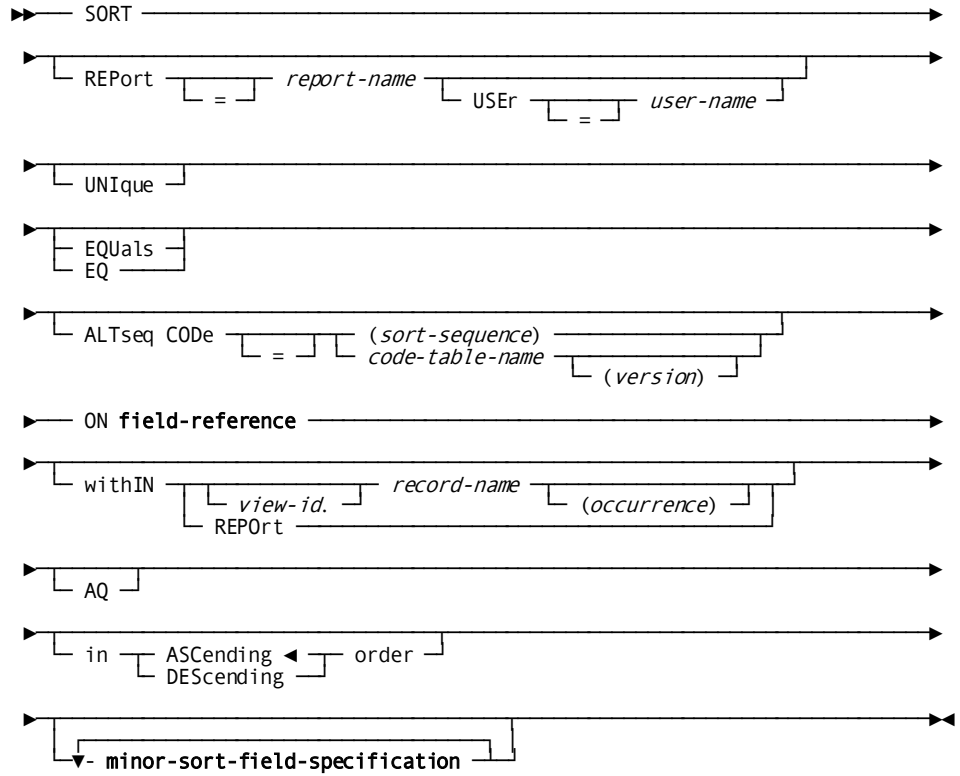 SORT
REPort = report-name USEr = user-name
UNIque
EQUals
EQ
ALTseq CODe = (sort-sequence)
code-table-name (version)
ON field-reference
withIN view-id. record-name (occurrence)
REPOrt
AQ
in ASCending order
DEScending
- minor-sort-field-specification